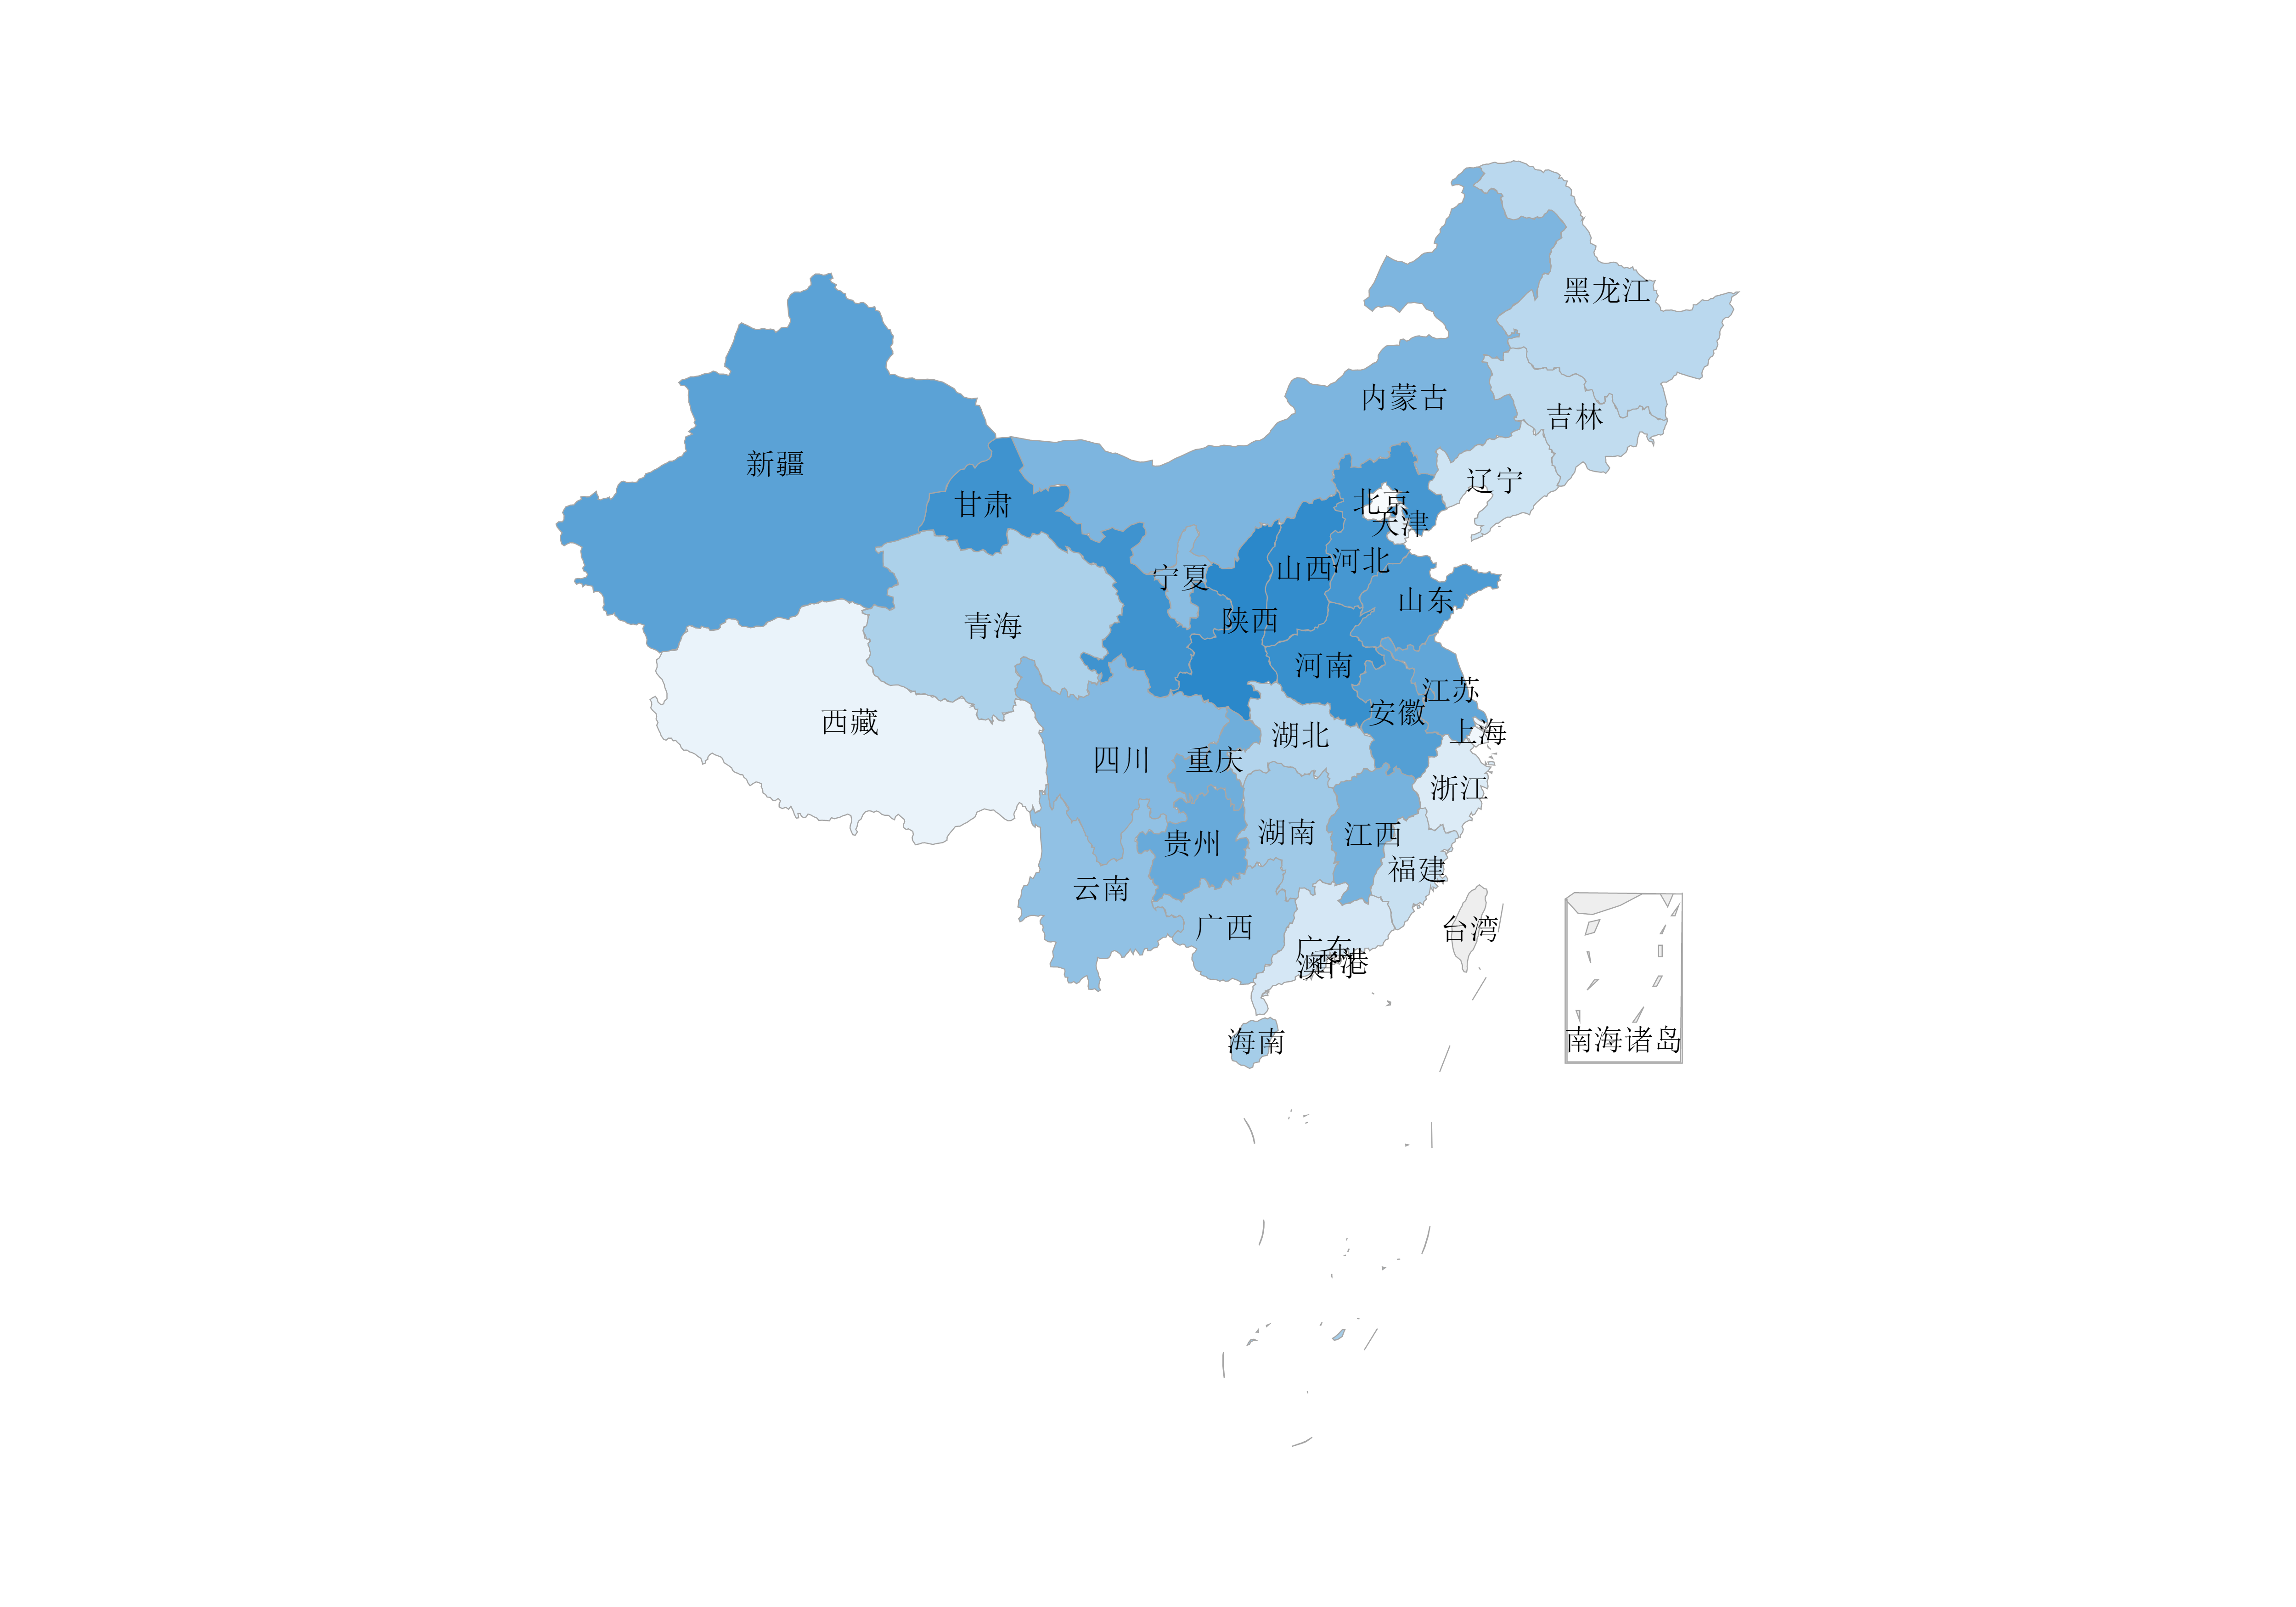 黑龙江
内蒙古
吉林
新疆
辽宁
北京
甘肃
天津
河北
山西
宁夏
山东
陕西
青海
河南
江苏
安徽
西藏
上海
湖北
四川
重庆
浙江
湖南
江西
贵州
福建
云南
广西
台湾
广东
香港
澳门
海南
南海诸岛